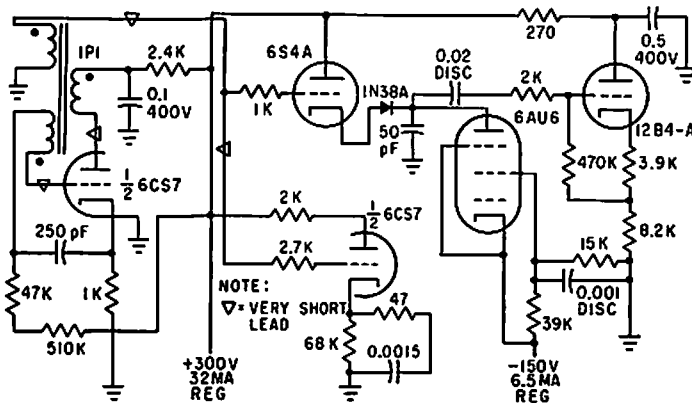 1P1
2.4K
0.1
400V
½ 6CS7
250 pF
47K
1K
510K
+300V
32MA
REG
6S4A
1K
1N38A
50
pF
0.02
DISC
270
0.5
400V
2K
6AU6
12B4-A
470K
3.9K
8.2K
15K
0.001
DISC
39K
-150V
6.5MA
REG
2K
½ 6CS7
2.7K
NOTE:
▽=VERY SHORT
LEAD
47
68K
0.0015